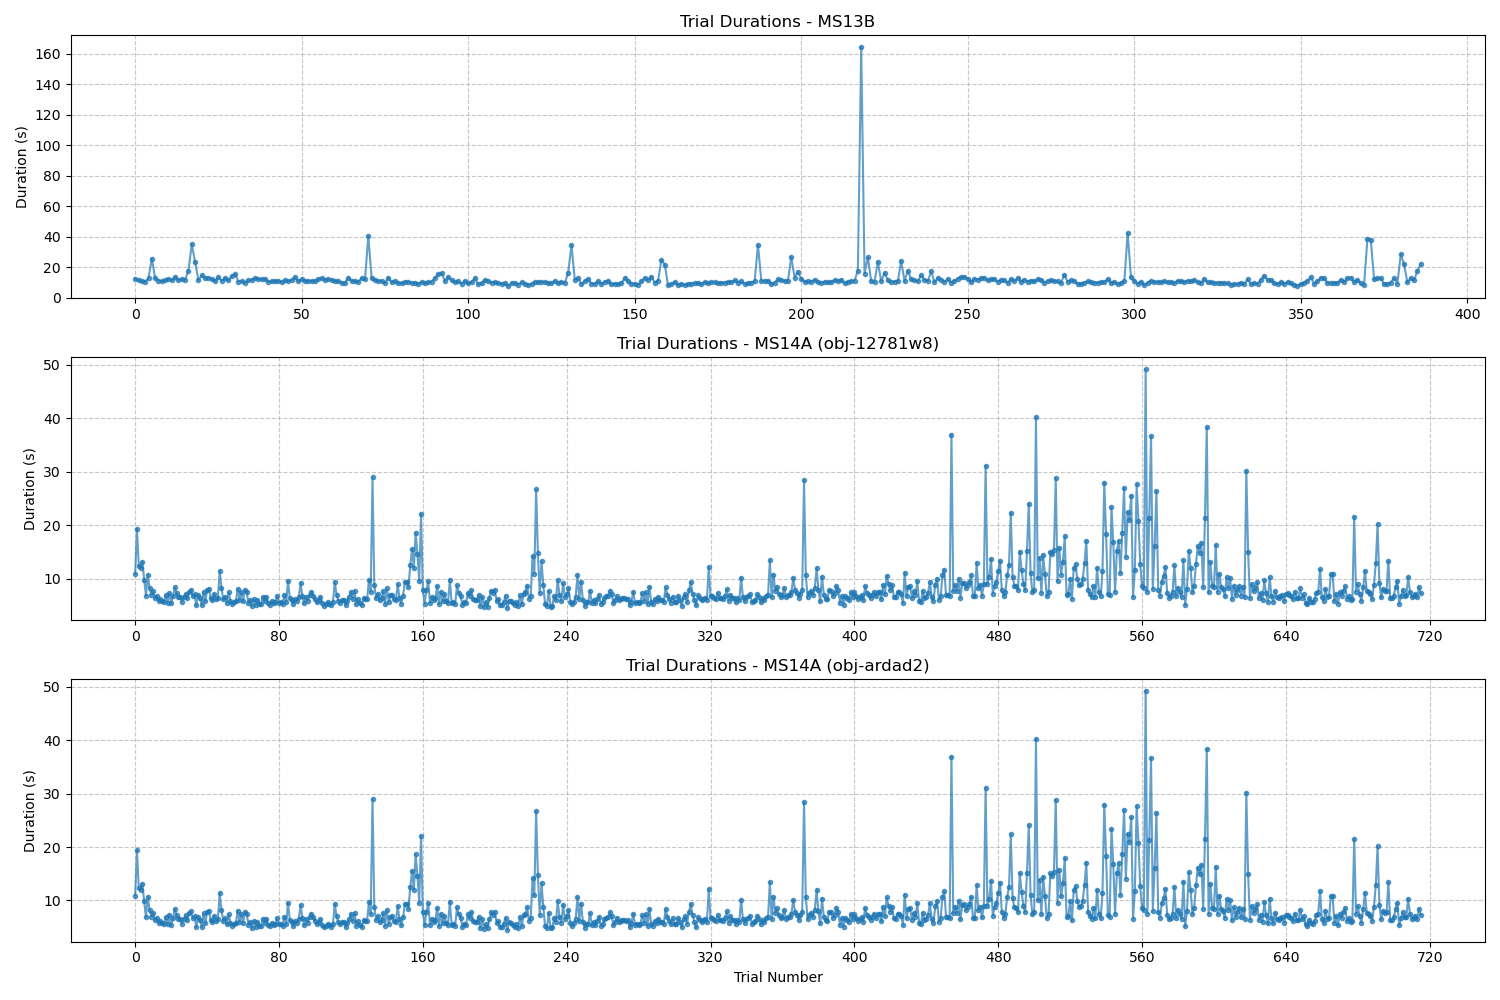 Trial Durations - MS13B
Duration (s)
160
140
120
100
80
60
40
20
0
0 50 100 150 200 250 300 350 400
Trial Durations - MS14A (obj-12781w8)
Duration (s)
50
40
30
20
10
0 80 160 240 320 400 480 560 640 720
Trial Durations - MS14A (obj-ardad2)
Duration (s)
50
40
30
20
10
0 80 160 240 320 400 480 560 640 720
Trial Number